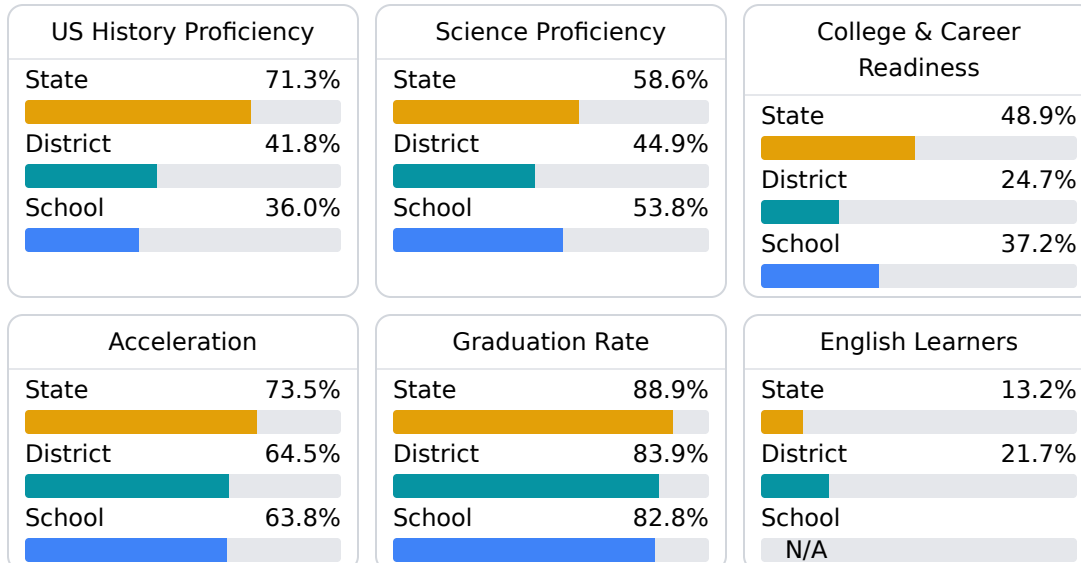 US History Proficiency
State 71.3%
District 41.8%
School 36.0%
Science Proficiency
State 58.6%
District 44.9%
School 53.8%
College & Career
Readiness
State 48.9%
District 24.7%
School 37.2%
Acceleration
State 73.5%
District 64.5%
School 63.8%
Graduation Rate
State 88.9%
District 83.9%
School 82.8%
English Learners
State 13.2%
District 21.7%
School
N/A